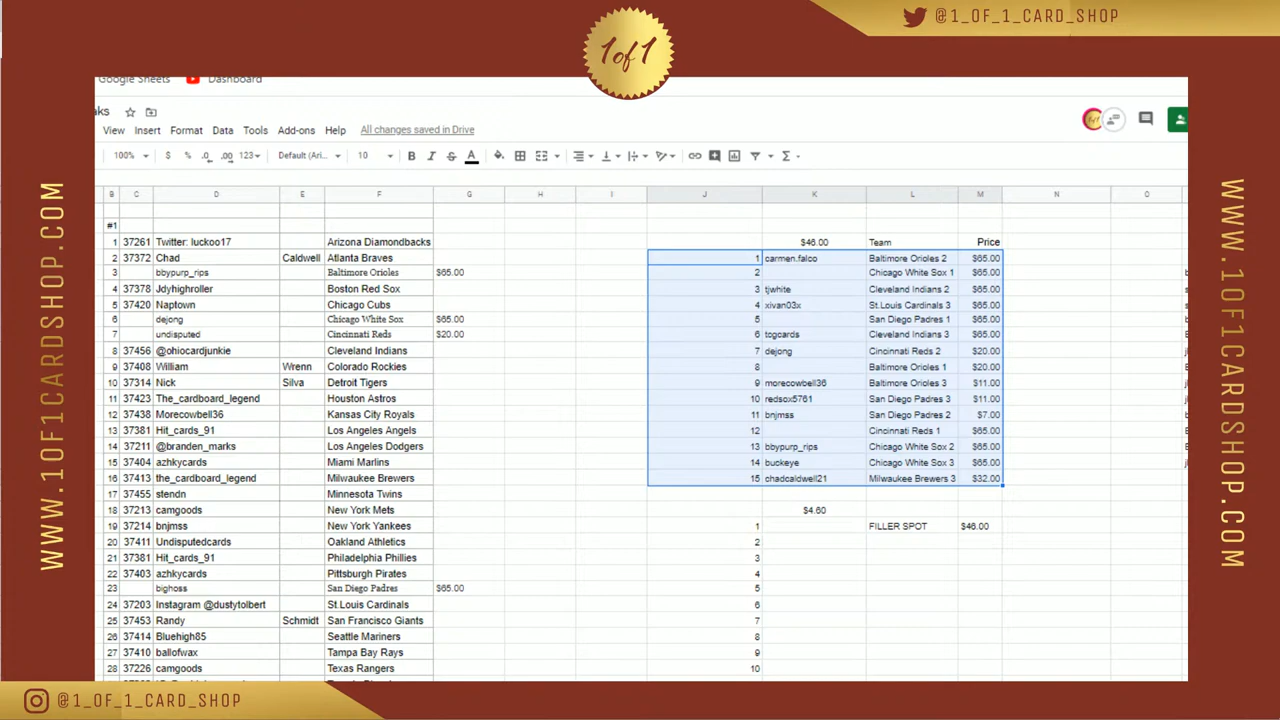 @1_OF_1_CARD_SHOP
1of1
Google Sheets Dashboard
aks
View Insert Format Data Tools Add-ons Help All changes saved in Drive
100% $ % .0 .00 123 Default (Ari... 10 B I S A
B C D E F G H I J K L M N O
#1
1 37261 Twitter: luckoo17 Arizona Diamondbacks $46.00 Team Price
2 37372 Chad Caldwell Atlanta Braves 1 carmen.falco Baltimore Orioles 2 $65.00
3 bbypurp_rips Baltimore Orioles $65.00 2 Chicago White Sox 1 $65.00
4 37378 Jdyhighroller Boston Red Sox 3 tjwhite Cleveland Indians 2 $65.00
5 37420 Naptown Chicago Cubs 4 xivan03x St.Louis Cardinals 3 $65.00
6 dejong Chicago White Sox $65.00 5 San Diego Padres 1 $65.00
7 undisputed Cincinnati Reds $20.00 6 tcgcards Cleveland Indians 3 $65.00
8 37456 @ohiocardjunkie Cleveland Indians 7 dejong Cincinnati Reds 2 $20.00
9 37408 William Wrenn Colorado Rockies 8 Baltimore Orioles 1 $20.00
10 37314 Nick Silva Detroit Tigers 9 morecowbell36 Baltimore Orioles 3 $11.00
11 37423 The_cardboard_legend Houston Astros 10 redsox5761 San Diego Padres 3 $11.00
12 37438 Morecowbell36 Kansas City Royals 11 bnjmss San Diego Padres 2 $7.00
13 37381 Hit_cards_91 Los Angeles Angels 12 Cincinnati Reds 1 $65.00
14 37211 @branden_marks Los Angeles Dodgers 13 bbypurp_rips Chicago White Sox 2 $65.00
15 37404 azhkycards Miami Marlins 14 buckeye Chicago White Sox 3 $65.00
16 37413 the_cardboard_legend Milwaukee Brewers 15 chadcaldwell21 Milwaukee Brewers 3 $32.00
17 37455 stendn Minnesota Twins
18 37213 camgoods New York Mets $4.60
19 37214 bnjmss New York Yankees 1 FILLER SPOT $46.00
20 37411 Undisputedcards Oakland Athletics 2
21 37381 Hit_cards_91 Philadelphia Phillies 3
22 37403 azhkycards Pittsburgh Pirates 4
23 bighoss San Diego Padres $65.00 5
24 37203 Instagram @dustytolbert St.Louis Cardinals 6
25 37453 Randy Schmidt San Francisco Giants 7
26 37414 Bluehigh85 Seattle Mariners 8
27 37410 ballofwax Tampa Bay Rays 9
28 37226 camgoods Texas Rangers 10
WWW.1OF1CARDSHOP.COM
WWW.1OF1CARDSHOP.COM
@1_OF_1_CARD_SHOP